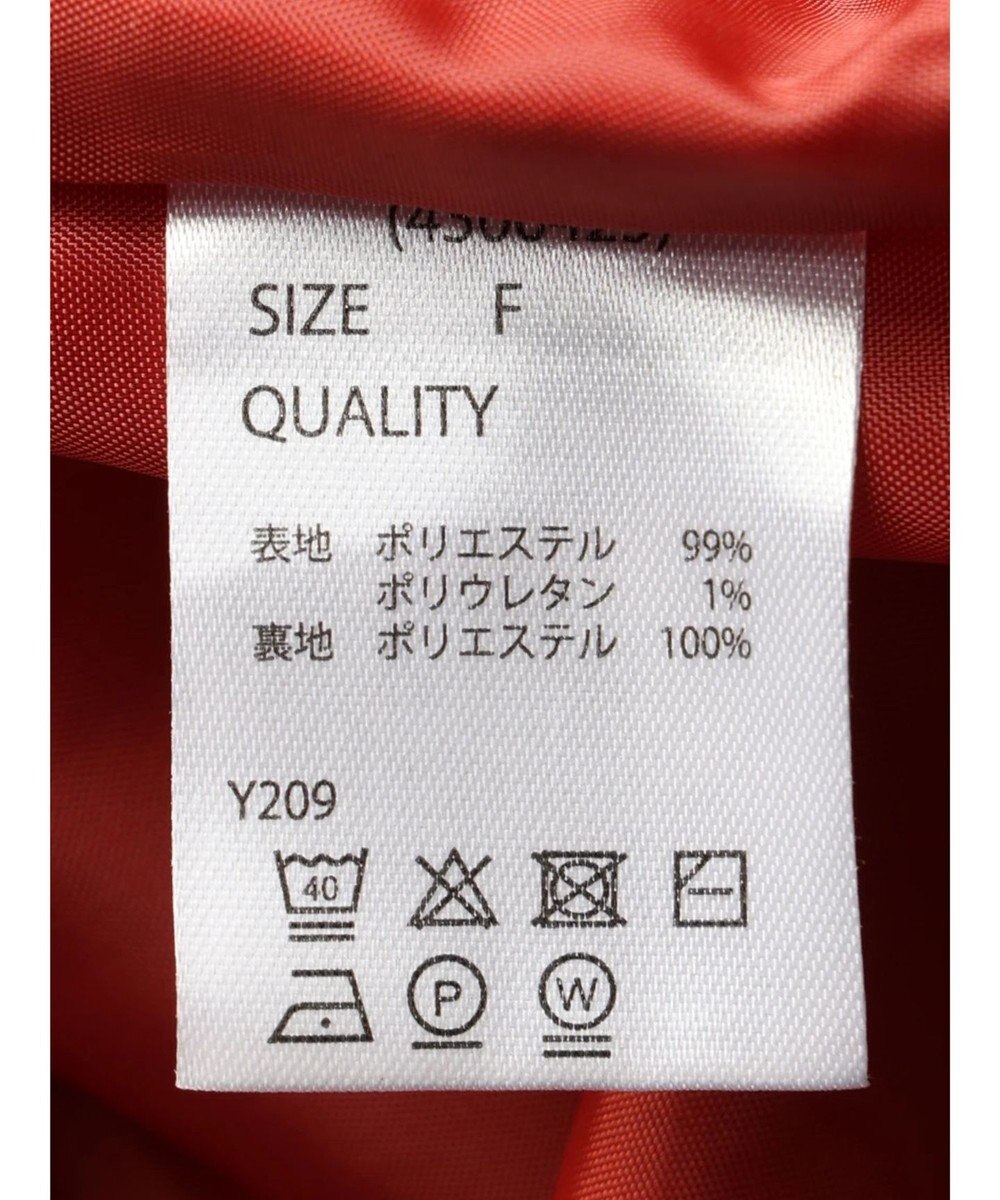 SIZE F
QUALITY
表地 ポリエステル 99%
ポリウレタン 1%
裏地 ポリエステル 100%
Y209
40
P W